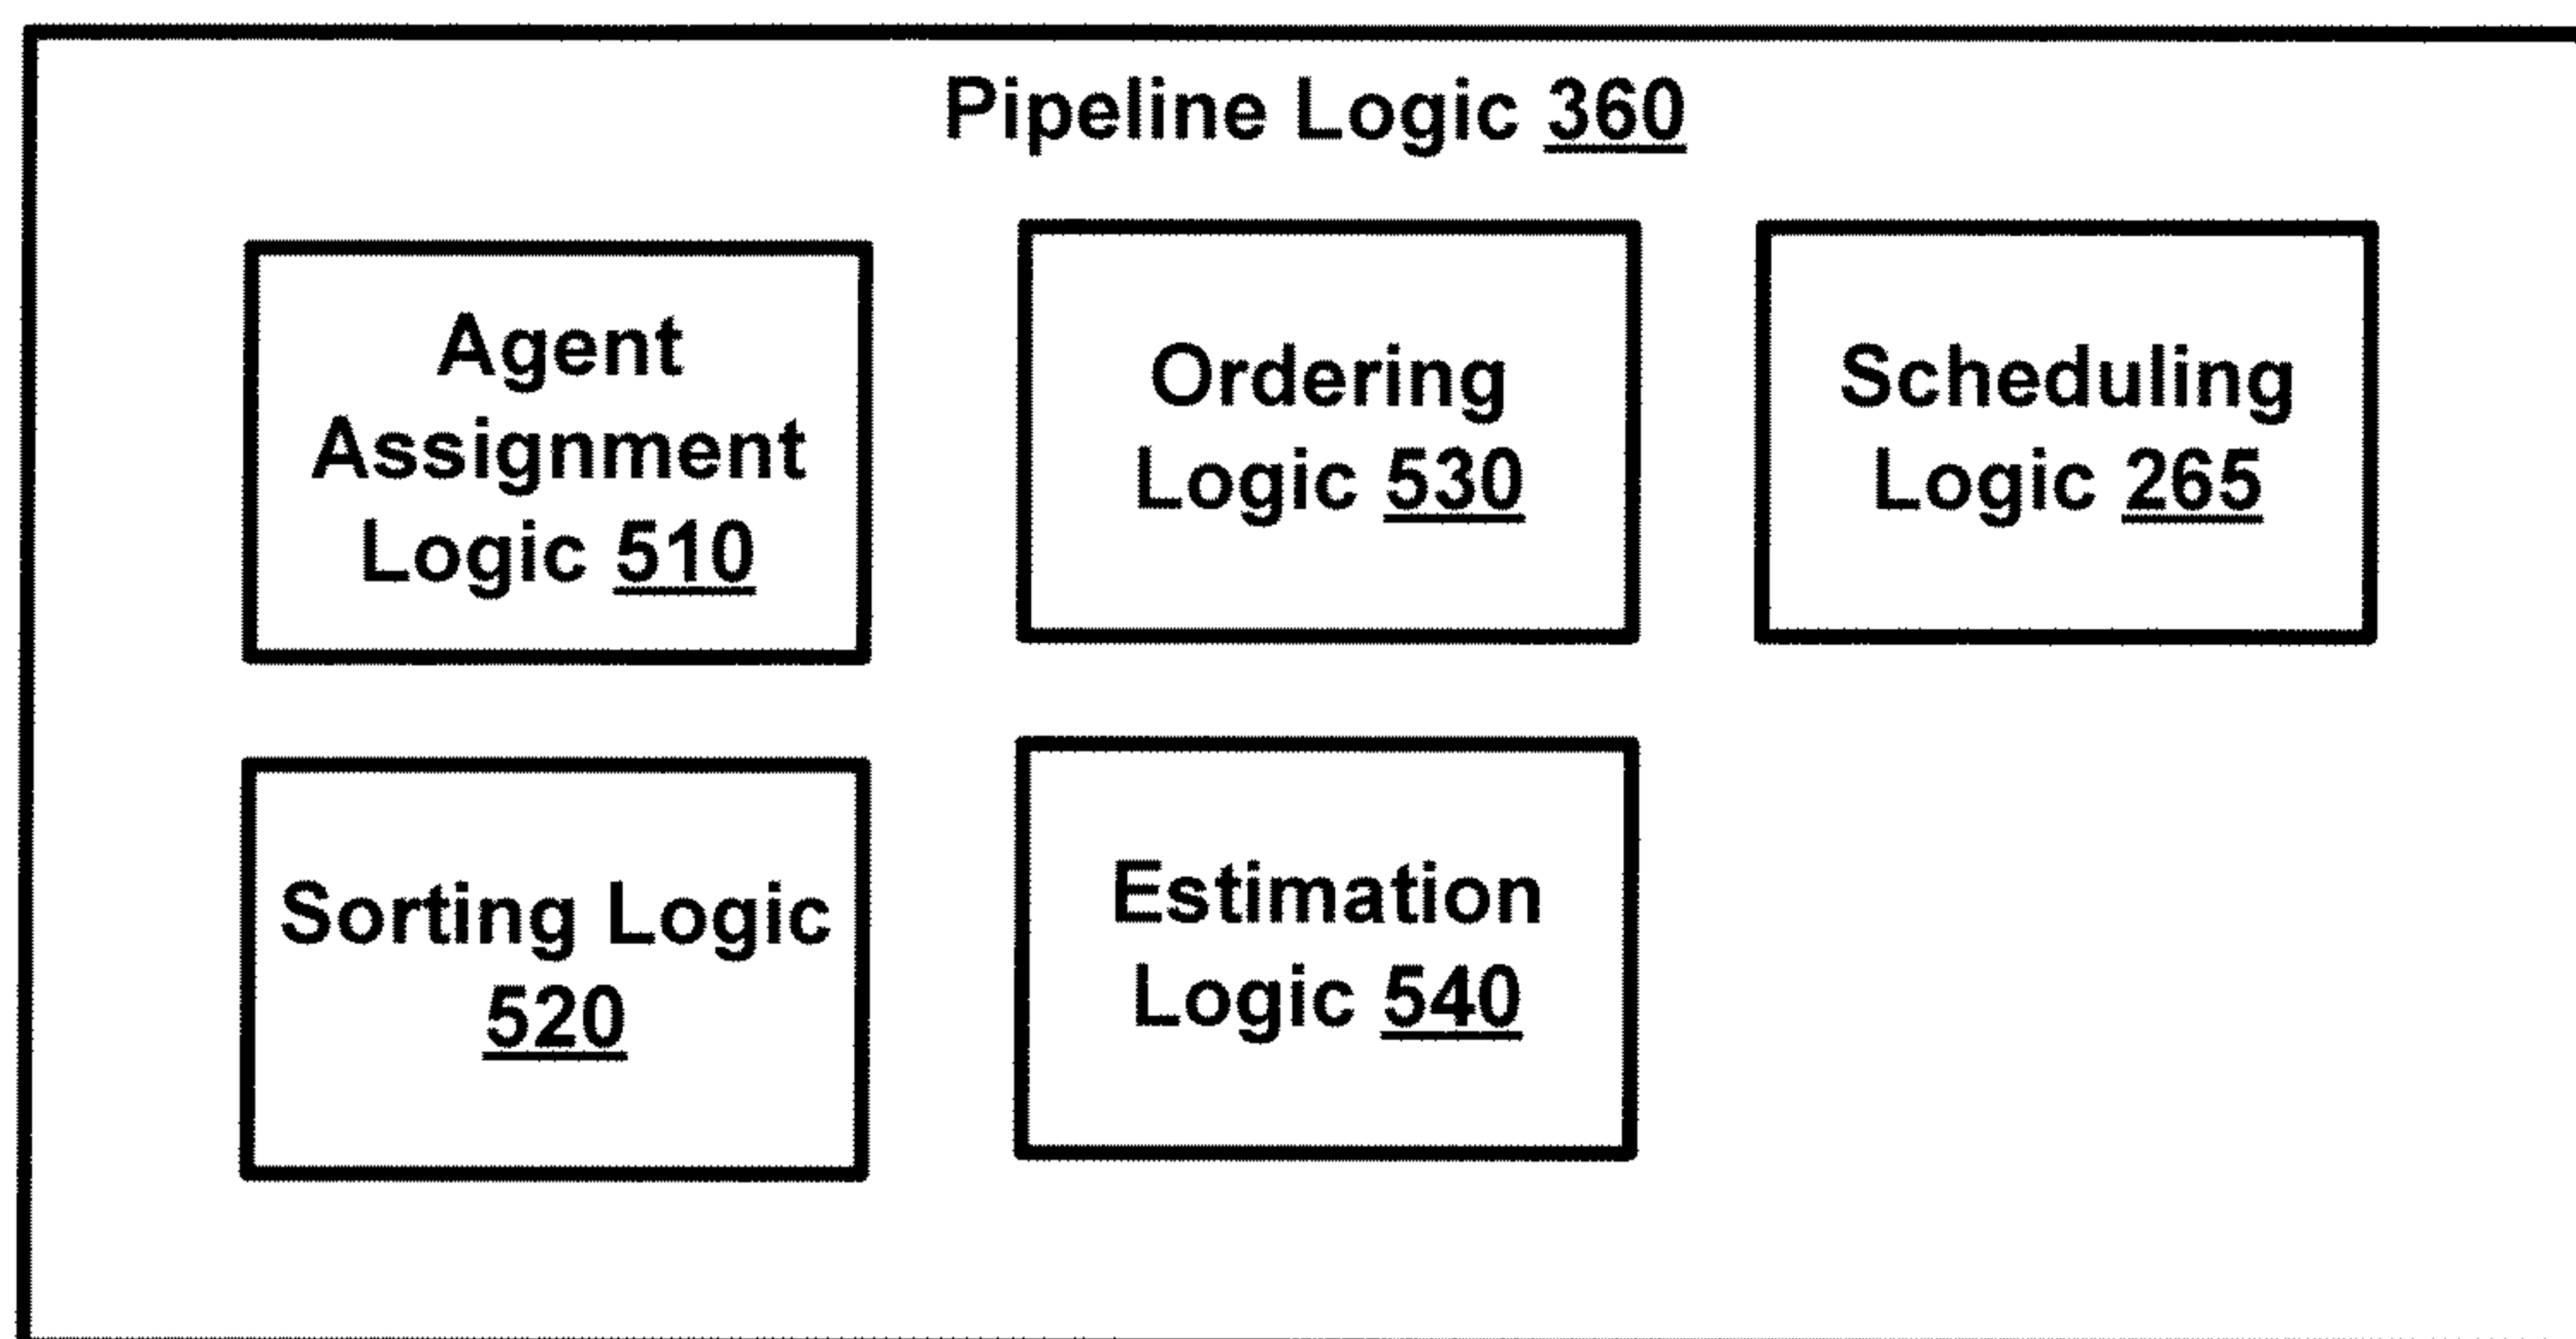 Pipeline Logic 360
Agent
Assignment
Logic 510
Ordering
Logic 530
Scheduling
Logic 265
Sorting Logic
520
Estimation
Logic 540